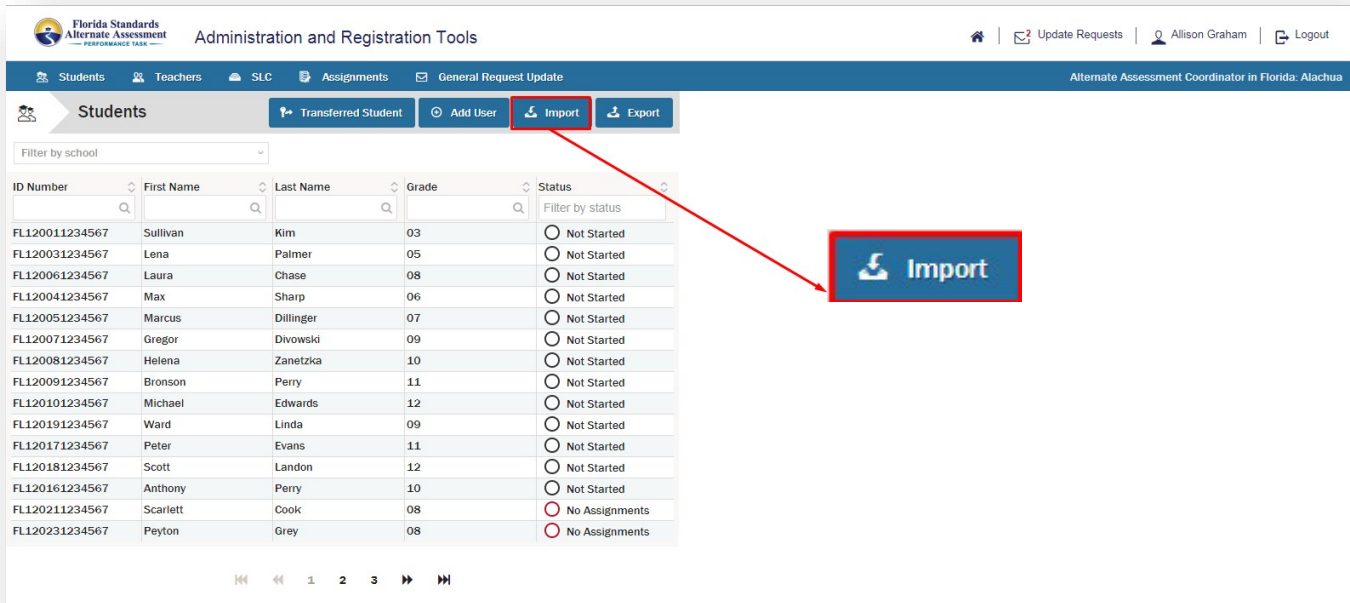 Florida Standards
Alternate Assessment
PERFORMANCE TASK
Administration and Registration Tools
2 Update Requests
Allison Graham
Logout
Students Teachers SLC Assignments General Request Update Alternate Assessment Coordinator in Florida: Alachua
Students Transferred Student Add User Import Export
Filter by school
ID Number First Name Last Name Grade Status
Filter by status
FL120011234567 Sullivan Kim 03 Not Started
FL120031234567 Lena Palmer 05 Not Started
FL120061234567 Laura Chase 08 Not Started
FL120041234567 Max Sharp 06 Not Started
FL120051234567 Marcus Dillinger 07 Not Started
FL120071234567 Gregor Divowski 09 Not Started
FL120081234567 Helena Zanetzka 10 Not Started
FL120091234567 Bronson Perry 11 Not Started
FL120101234567 Michael Edwards 12 Not Started
FL120191234567 Ward Linda 09 Not Started
FL120171234567 Peter Evans 11 Not Started
FL120181234567 Scott Landon 12 Not Started
FL120161234567 Anthony Perry 10 Not Started
FL120211234567 Scarlett Cook 08 No Assignments
FL120231234567 Peyton Grey 08 No Assignments
1 2 3
Import